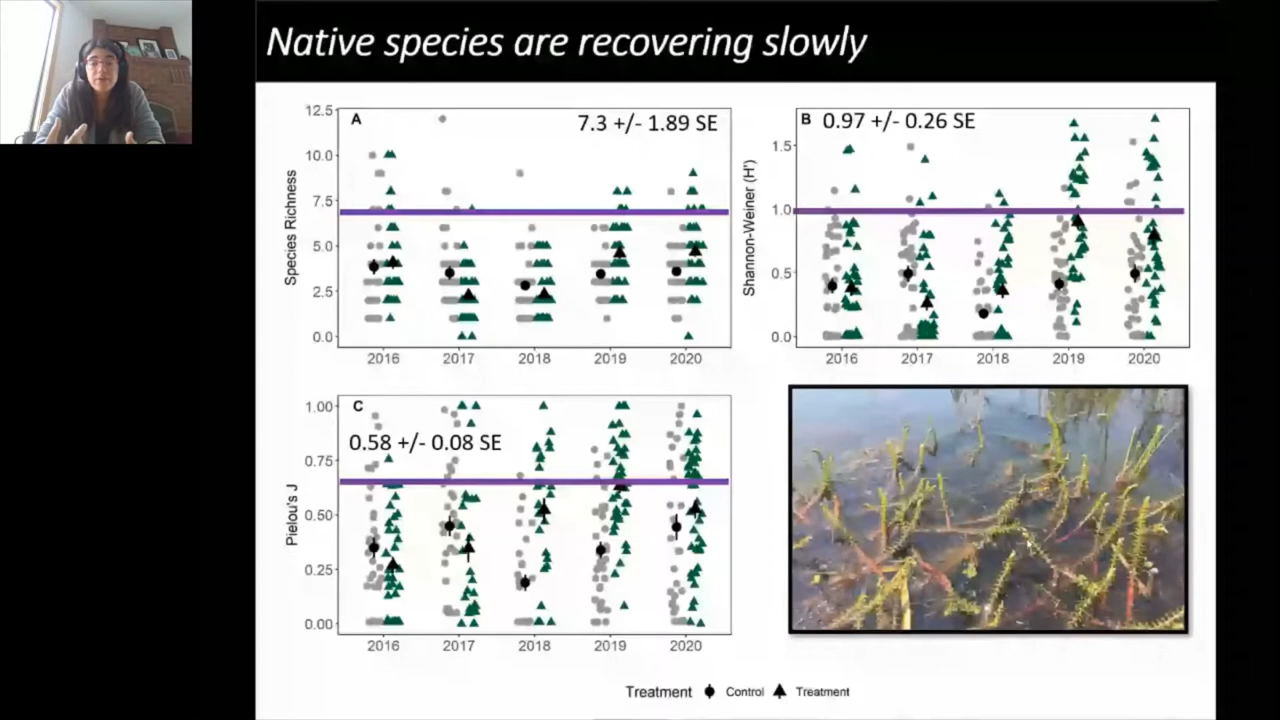 Native species are recovering slowly
A
7.3 +/- 1.89 SE
Species Richness
12.5
10.0
7.5
5.0
2.5
0.0
2016 2017 2018 2019 2020
B 0.97 +/- 0.26 SE
Shannon-Weiner (H')
1.5
1.0
0.5
0.0
2016 2017 2018 2019 2020
C
0.58 +/- 0.08 SE
Pielou's J
1.00
0.75
0.50
0.25
0.00
2016 2017 2018 2019 2020
Treatment Control Treatment